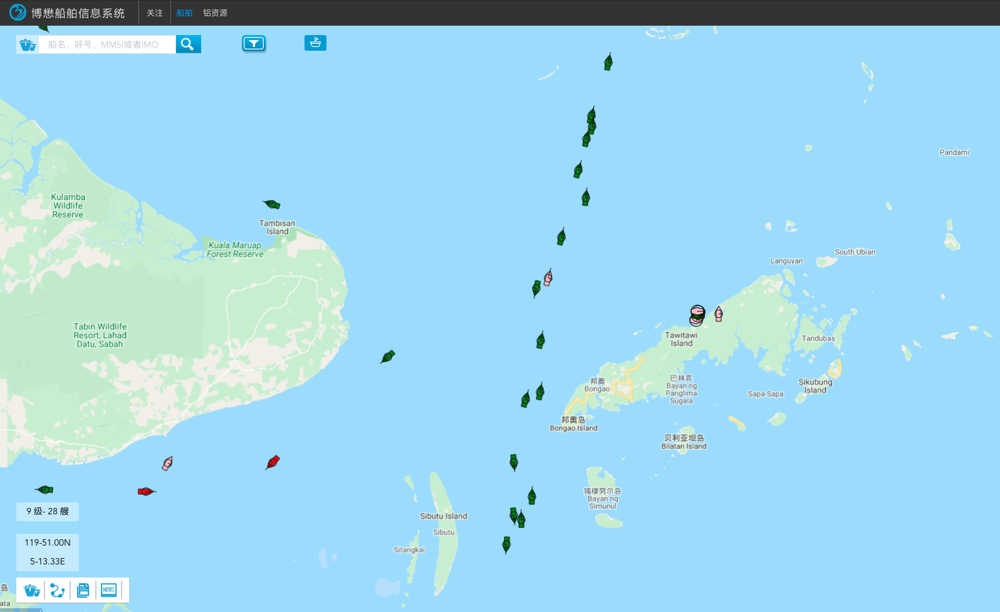 博懋船舶信息系统
关注
船舶
铝资源
船名、呼号、MMSI或者IMO
Pandami
Kulamba
Wildlife
Reserve
Tambisan
Island
Kuala Maruap
Forest Reserve
South Ubian
Languyan
Tabin Wildlife
Resort, Lahad
Datu, Sabah
Tawitawi
Island
Tandubas
邦奥
Bongao
巴林宾
Bayan ng
Panglima
Sugala
Sikubung
Island
Sapa-Sapa
邦奥岛
Bongao Island
贝利亚坦岛
Bilatan Island
锡穆努尔岛
Bayan ng
Simunul
9 级- 28 艘
Sibutu Island
Sibutu
119-51.00N
Sitangkai
5-13.33E
NEWS
岛
ata